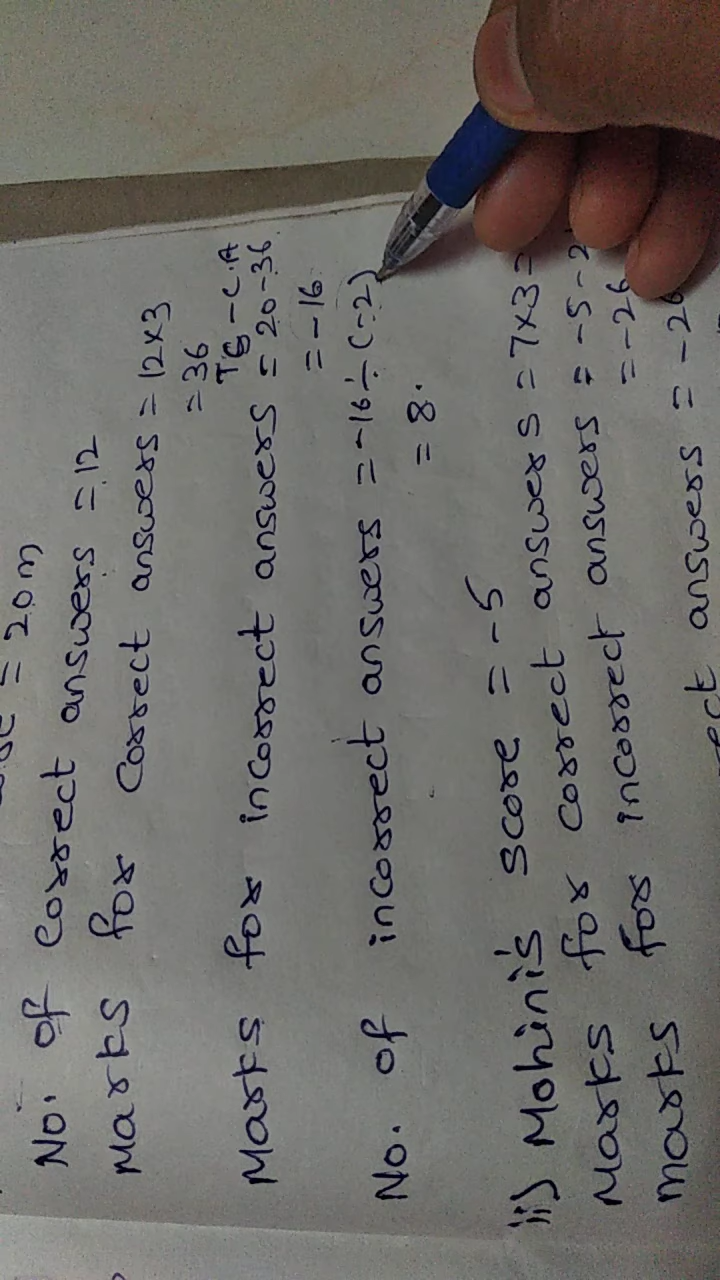 = 20m
No. of correct answers = 12
Marks for correct answers = 12×3
= 36
TS - C.A
Marks for incorrect answers = 20-36
= -16
No. of incorrect answers = -16÷(-2)
= 8.
ii) Mohini's score = -5
Marks for correct answers = 7×3=
Marks for incorrect answers = -5-2
= -26
answers = -26